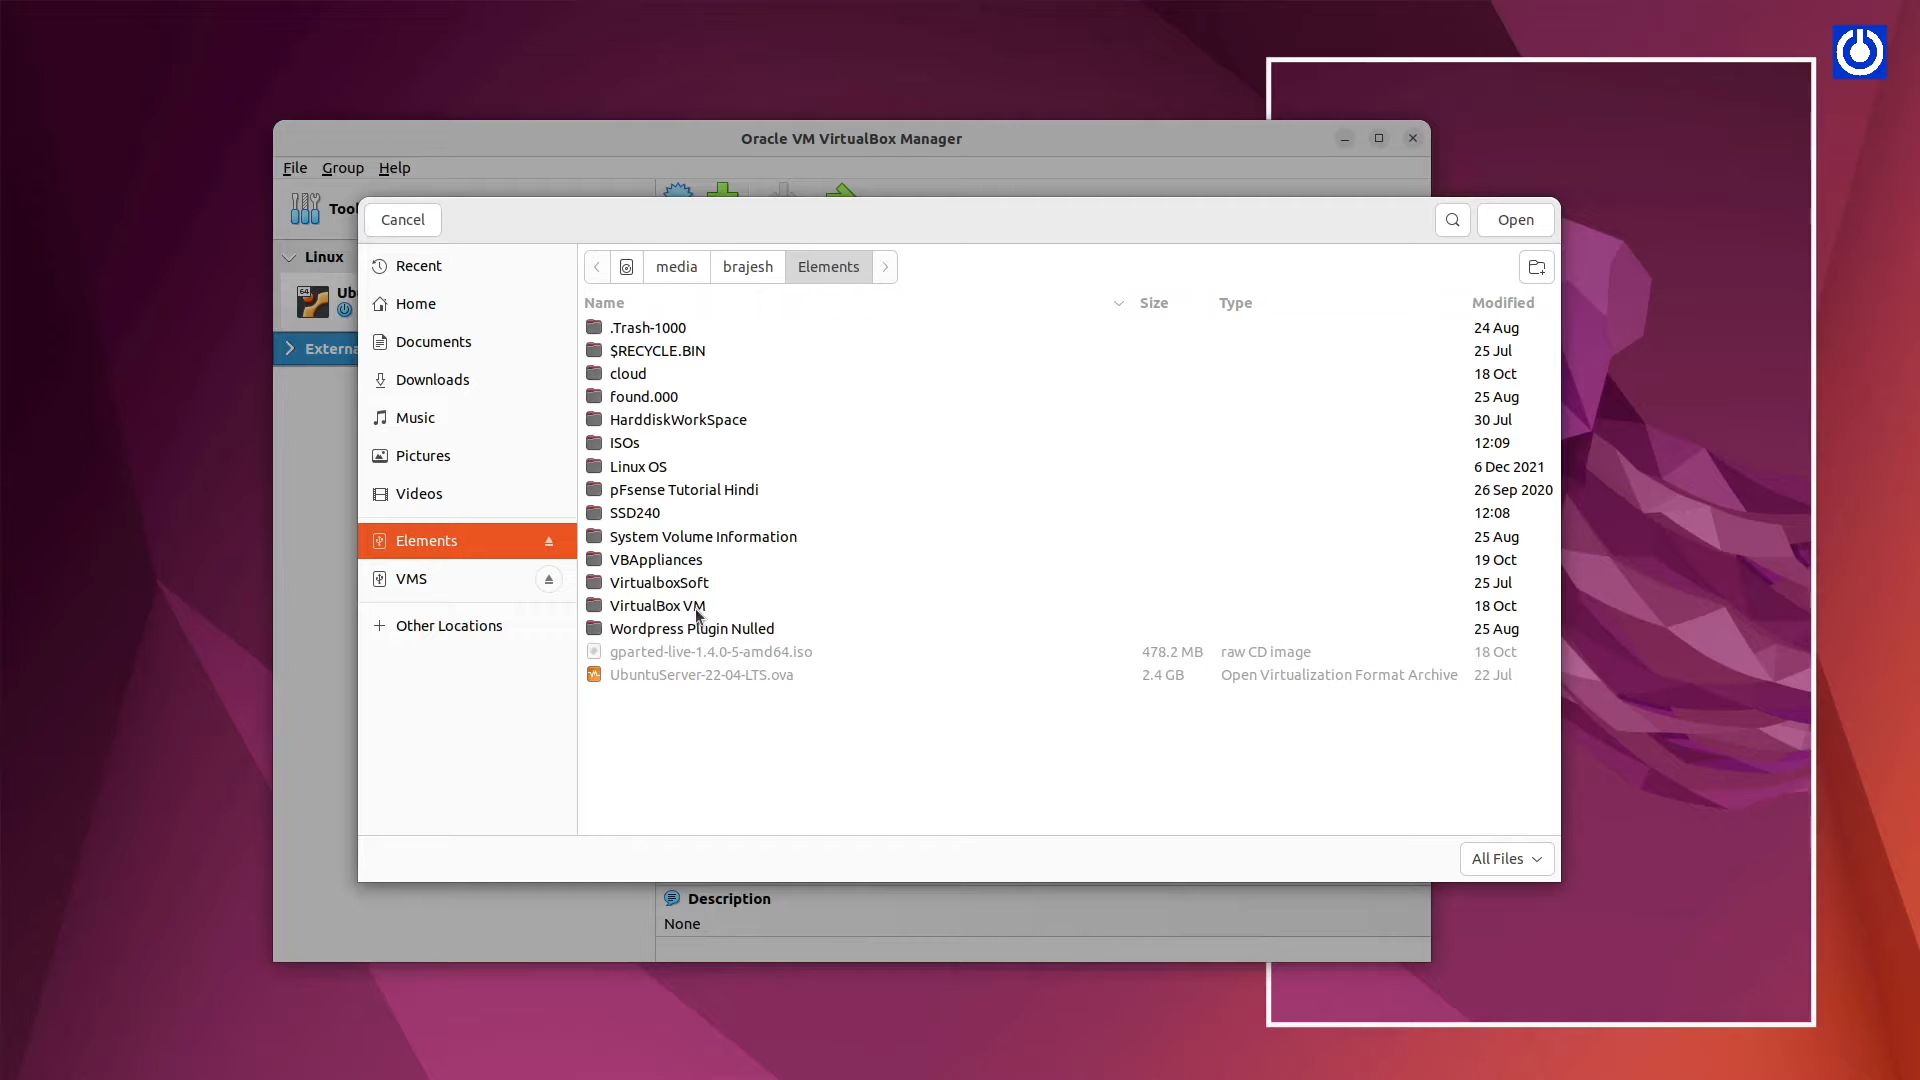 Oracle VM VirtualBox Manager
File Group Help
Cancel
Open
Linux
64
Recent
Home
Documents
Downloads
Music
Pictures
Videos
Elements
VMS
Other Locations
media brajesh Elements
Name Size Type Modified
.Trash-1000 24 Aug
$RECYCLE.BIN 25 Jul
cloud 18 Oct
found.000 25 Aug
HarddiskWorkSpace 30 Jul
ISOs 12:09
Linux OS 6 Dec 2021
pFsense Tutorial Hindi 26 Sep 2020
SSD240 12:08
System Volume Information 25 Aug
VBAppliances 19 Oct
VirtualboxSoft 25 Jul
VirtualBox VM 18 Oct
Wordpress Plugin Nulled 25 Aug
gparted-live-1.4.0-5-amd64.iso 478.2 MB raw CD image 18 Oct
UbuntuServer-22-04-LTS.ova 2.4 GB Open Virtualization Format Archive 22 Jul
All Files
Description
None